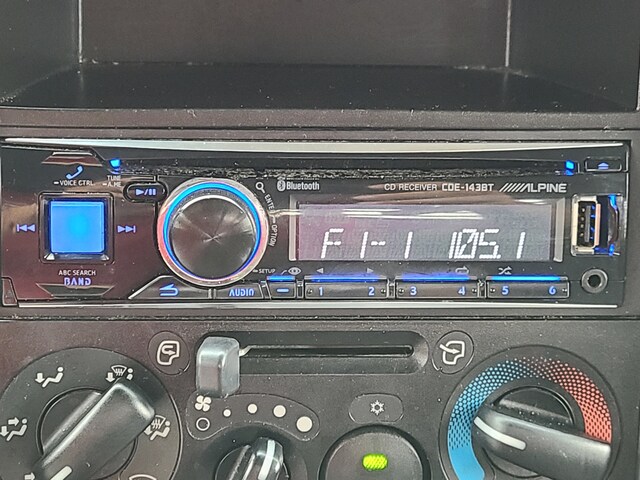 VOICE CTRL.
TUNE
A.ME
Bluetooth
CD RECEIVER CDE-143BT ALPINE
ENTER OPTION
F1-1 105.1
ABC SEARCH
BAND
SETUP
AUDIO
1 2 3 4 5 6